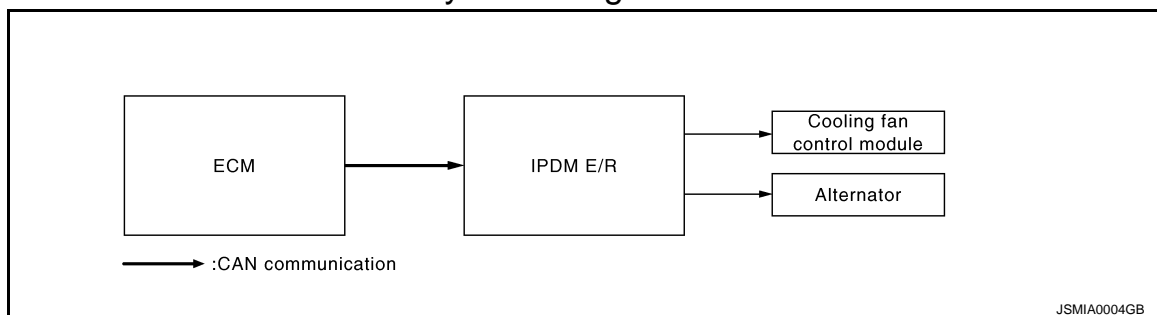 ECM
IPDM E/R
Cooling fan
control module
Alternator
:CAN communication
JSMIA0004GB